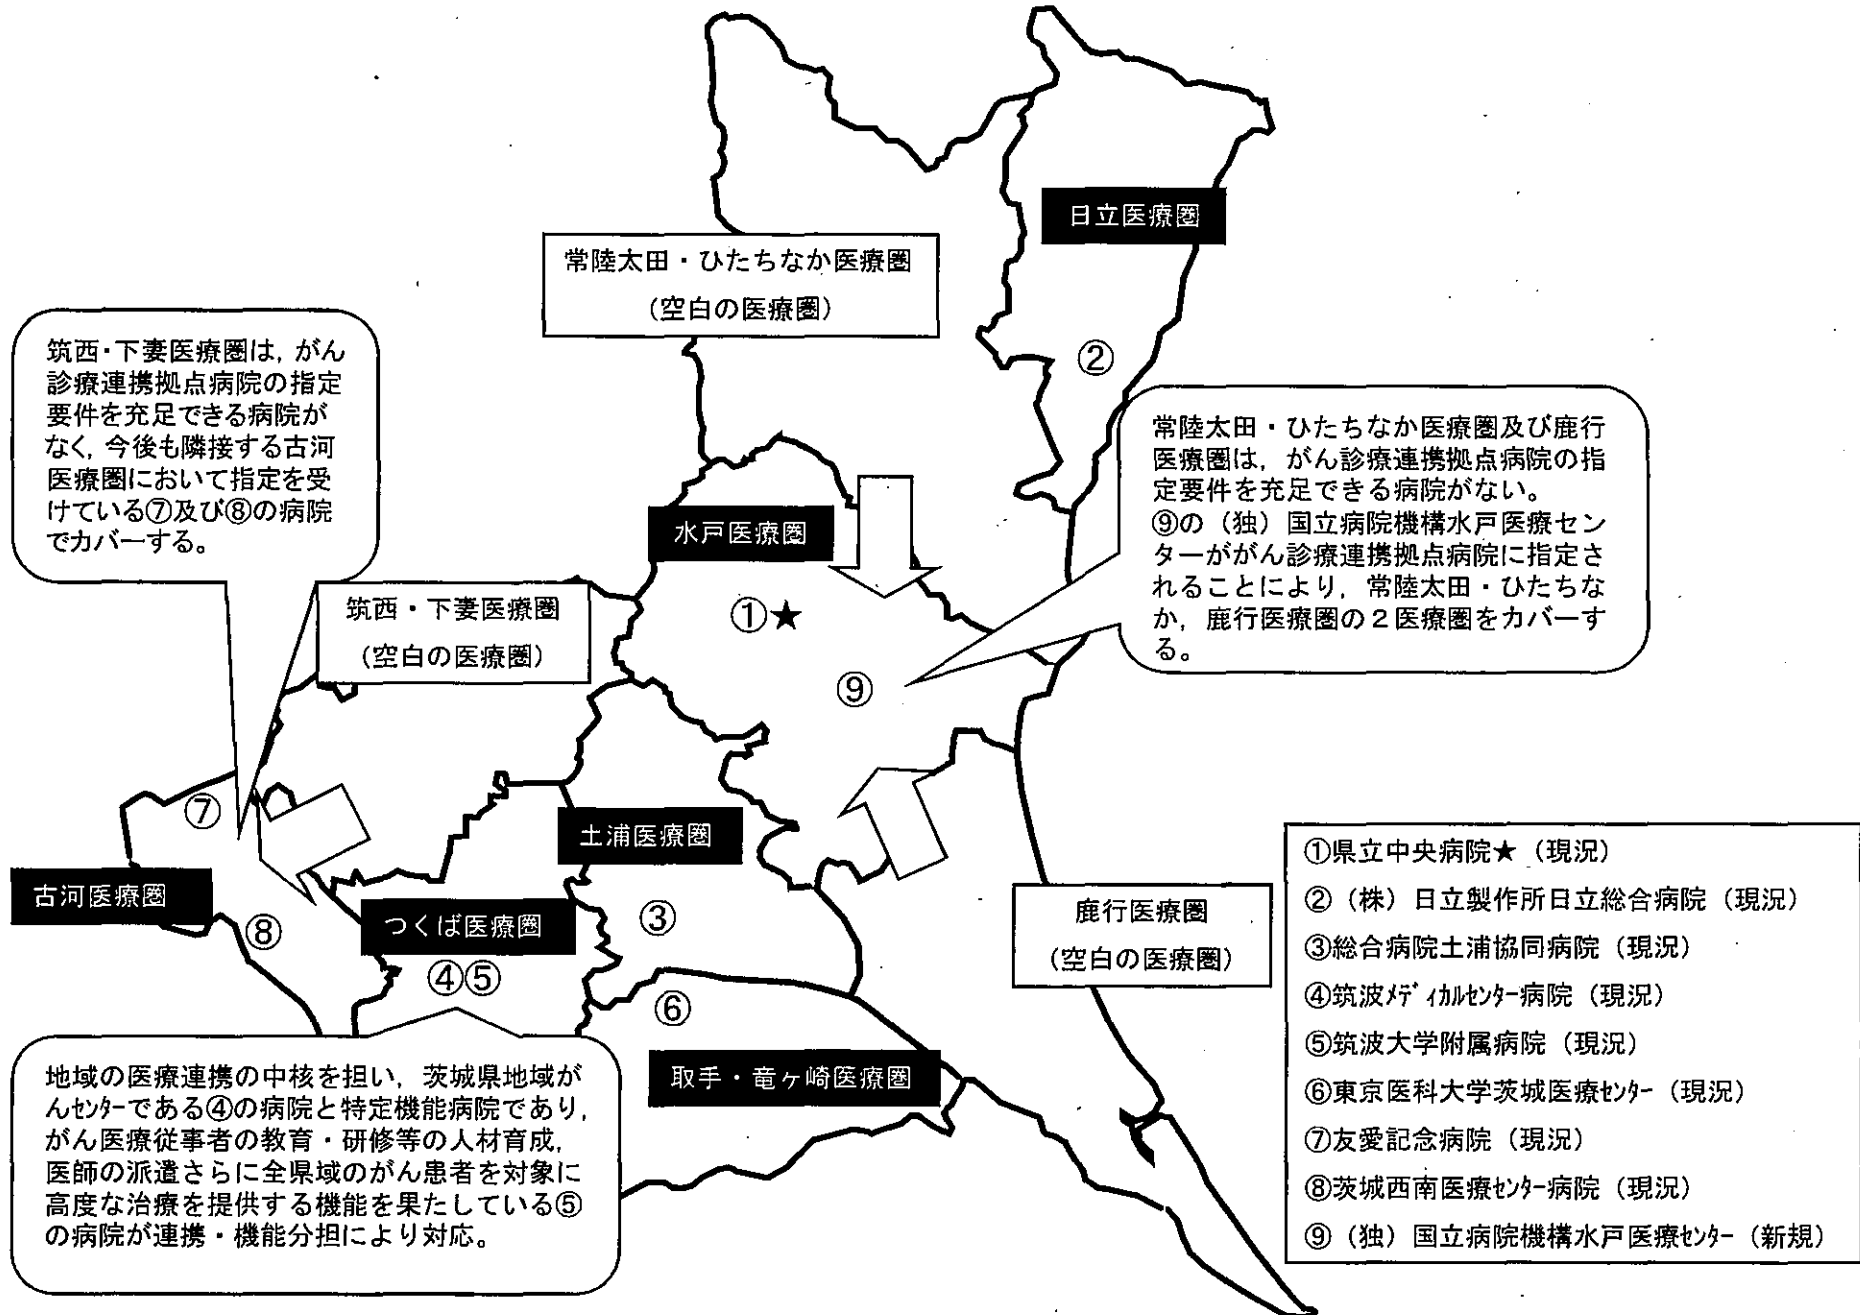 日立医療圏
常陸太田・ひたちなか医療圏
(空白の医療圏)
②
筑西・下妻医療圏は，がん
診療連携拠点病院の指定
要件を充足できる病院が
なく，今後も隣接する古河
医療圏において指定を受
けている⑦及び⑧の病院
でカバーする。
常陸太田・ひたちなか医療圏及び鹿行
医療圏は，がん診療連携拠点病院の指
定要件を充足できる病院がない。
⑨の（独）国立病院機構水戸医療セン
ターががん診療連携拠点病院に指定さ
れることにより，常陸太田・ひたちな
か，鹿行医療圏の２医療圏をカバーす
る。
水戸医療圏
筑西・下妻医療圏
(空白の医療圏)
①★
⑨
⑦
土浦医療圏
古河医療圏
⑧
つくば医療圏
④⑤
③
鹿行医療圏
(空白の医療圏)
⑥
取手・竜ヶ崎医療圏
地域の医療連携の中核を担い，茨城県地域が
んｾﾝﾀｰである④の病院と特定機能病院であり，
がん医療従事者の教育・研修等の人材育成，
医師の派遣さらに全県域のがん患者を対象に
高度な治療を提供する機能を果たしている⑤
の病院が連携・機能分担により対応。
①県立中央病院★（現況）
②（株）日立製作所日立総合病院（現況）
③総合病院土浦協同病院（現況）
④筑波ﾒﾃﾞｨｶﾙｾﾝﾀｰ病院（現況）
⑤筑波大学附属病院（現況）
⑥東京医科大学茨城医療ｾﾝﾀｰ（現況）
⑦友愛記念病院（現況）
⑧茨城西南医療ｾﾝﾀｰ病院（現況）
⑨（独）国立病院機構水戸医療ｾﾝﾀｰ（新規）